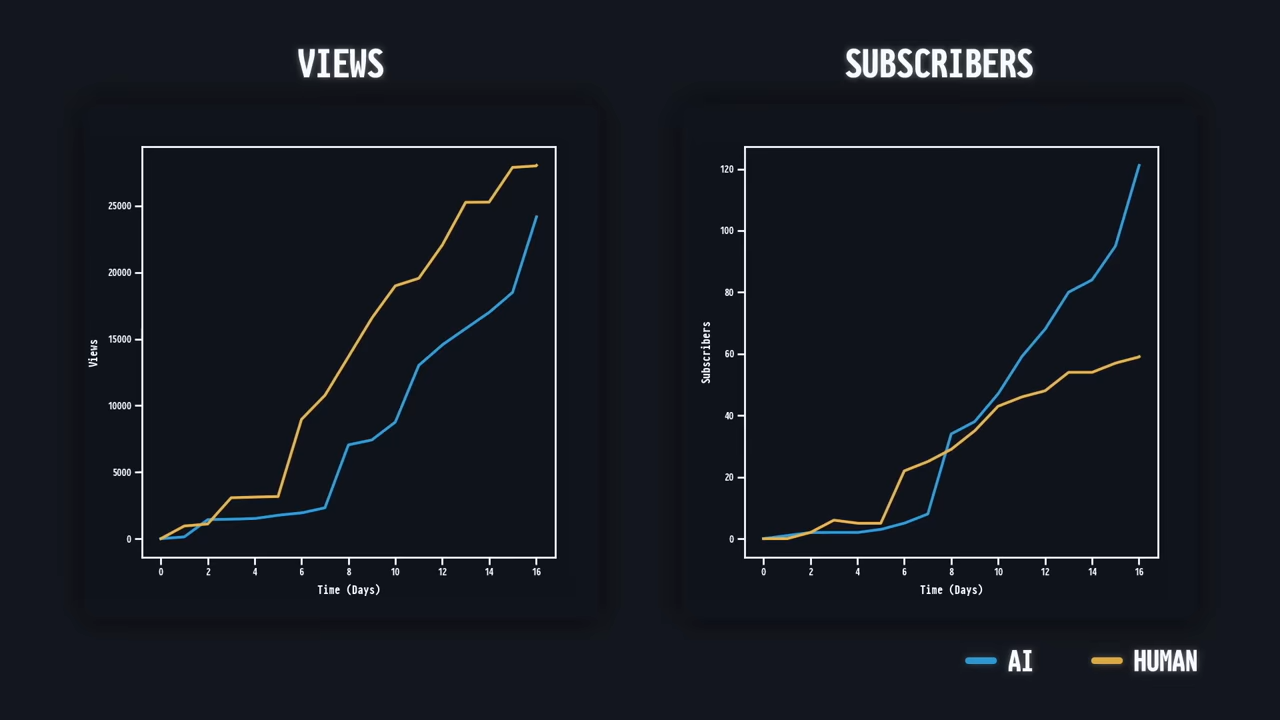 VIEWS
SUBSCRIBERS
25000
20000
15000
10000
5000
0
Views
0 2 4 6 8 10 12 14 16
Time (Days)
120
100
80
60
40
20
0
Subscribers
0 2 4 6 8 10 12 14 16
Time (Days)
AI
HUMAN